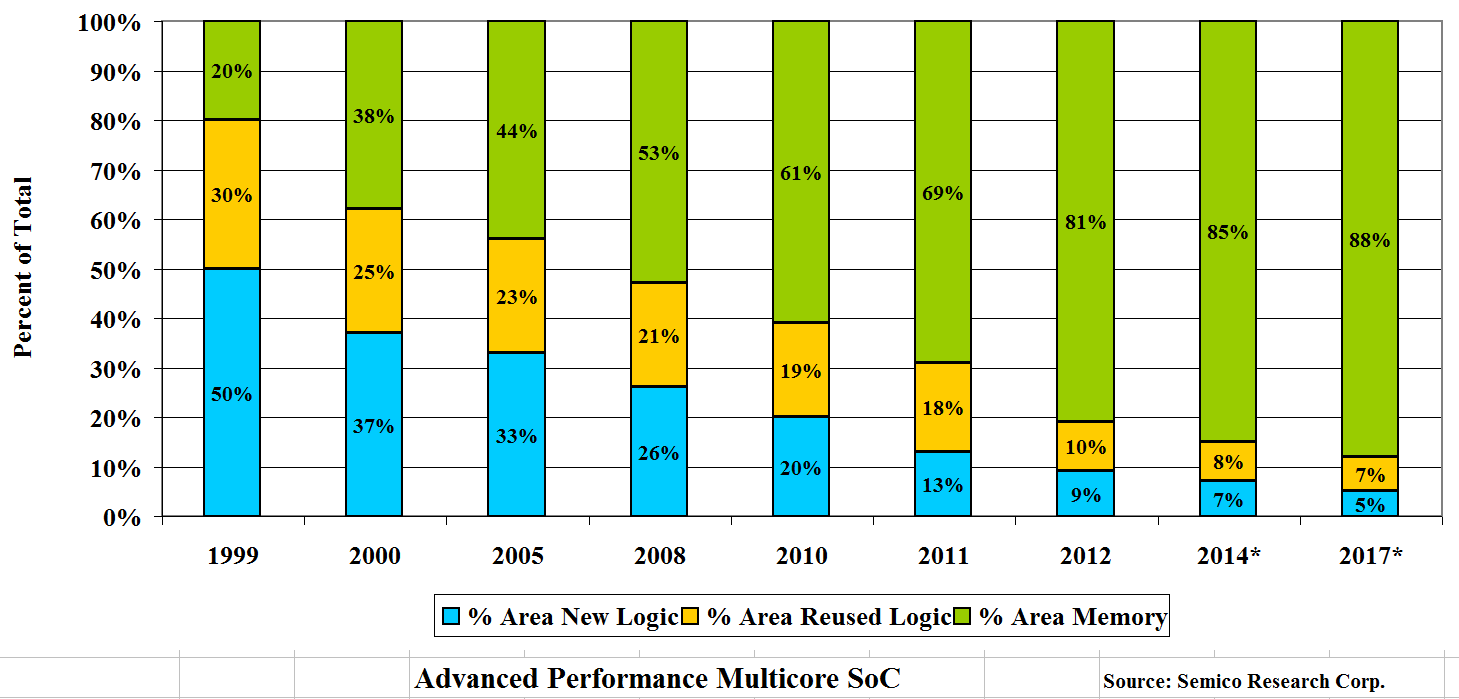 100%
90%
80%
70%
60%
50%
40%
30%
20%
10%
0%
Percent of Total
20% 38% 44% 53% 61% 69% 81% 85% 88%
30% 25% 23% 21% 19% 18% 10% 8% 7%
50% 37% 33% 26% 20% 13% 9% 7% 5%
1999 2000 2005 2008 2010 2011 2012 2014* 2017*
% Area New Logic % Area Reused Logic % Area Memory
Advanced Performance Multicore SoC
Source: Semico Research Corp.